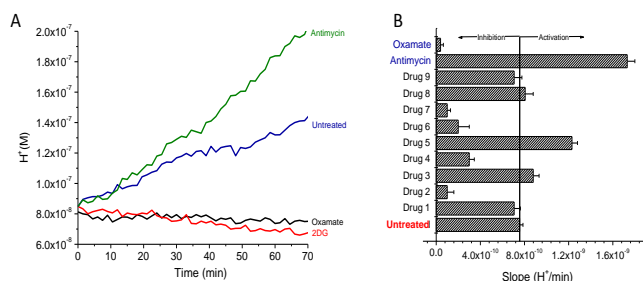 A
H⁺(M)
2.0x10⁻⁷
1.8x10⁻⁷
1.6x10⁻⁷
1.4x10⁻⁷
1.2x10⁻⁷
1.0x10⁻⁷
8.0x10⁻⁸
6.0x10⁻⁸
Antimycin
Untreated
Oxamate
2DG
0 10 20 30 40 50 60 70
Time (min)
B
Inhibition Activation
Oxamate
Antimycin
Drug 9
Drug 8
Drug 7
Drug 6
Drug 5
Drug 4
Drug 3
Drug 2
Drug 1
Untreated
0.0 4.0x10⁻¹⁰ 8.0x10⁻¹⁰ 1.2x10⁻⁹ 1.6x10⁻⁹
Slope (H⁺/min)